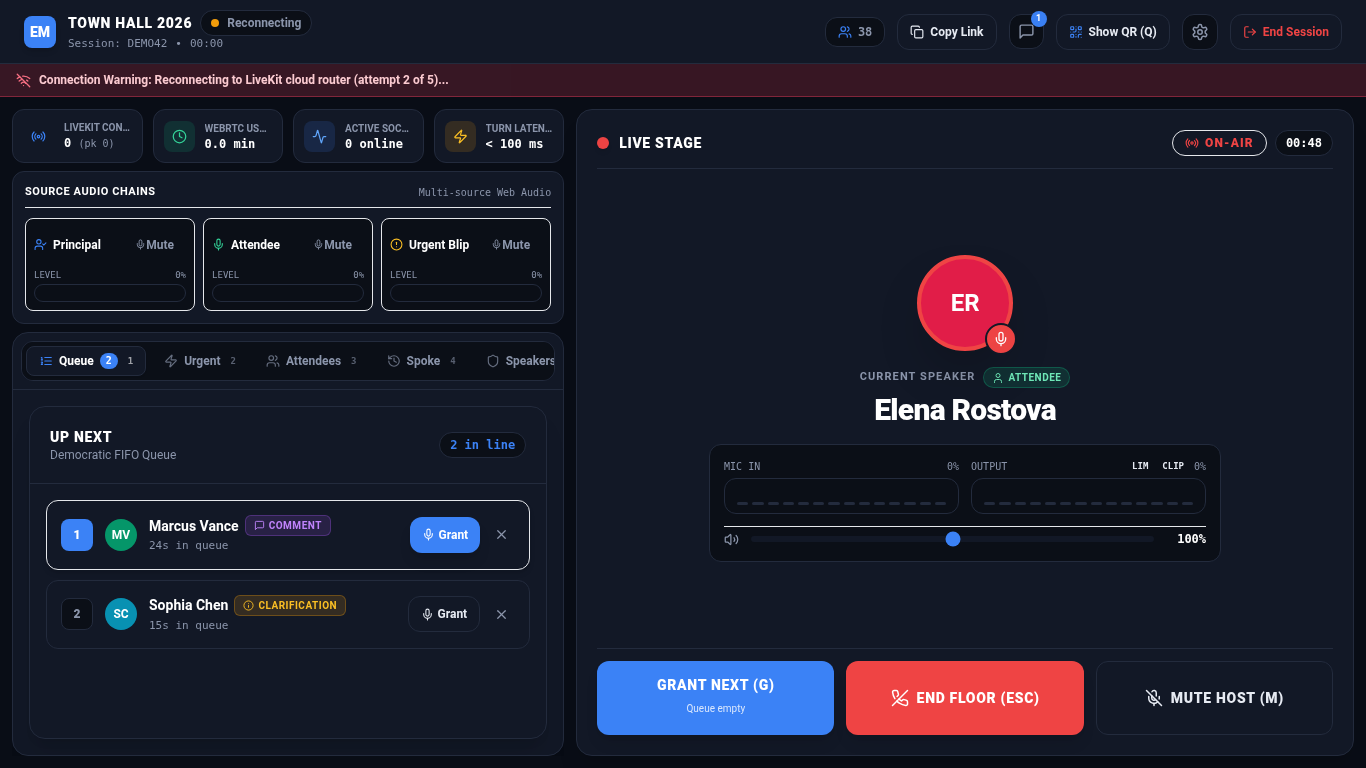 EM
TOWN HALL 2026
Reconnecting
Session: DEMO42 • 00:00
38
Copy Link
1
Show QR (Q)
End Session
Connection Warning: Reconnecting to LiveKit cloud router (attempt 2 of 5)...
LIVEKIT CON…
0 (pk 0)
WEBRTC US…
0.0 min
ACTIVE SOC…
0 online
TURN LATEN…
< 100 ms
SOURCE AUDIO CHAINS
Multi-source Web Audio
Principal
Mute
LEVEL
0%
Attendee
Mute
LEVEL
0%
Urgent Blip
Mute
LEVEL
0%
Queue 2 1
Urgent 2
Attendees 3
Spoke 4
Speakers
UP NEXT
Democratic FIFO Queue
2 in line
1
MV
Marcus Vance
COMMENT
24s in queue
Grant
2
SC
Sophia Chen
CLARIFICATION
15s in queue
Grant
LIVE STAGE
ON-AIR
00:48
ER
CURRENT SPEAKER
ATTENDEE
Elena Rostova
MIC IN
0%
OUTPUT
LIM CLIP 0%
100%
GRANT NEXT (G)
Queue empty
END FLOOR (ESC)
MUTE HOST (M)